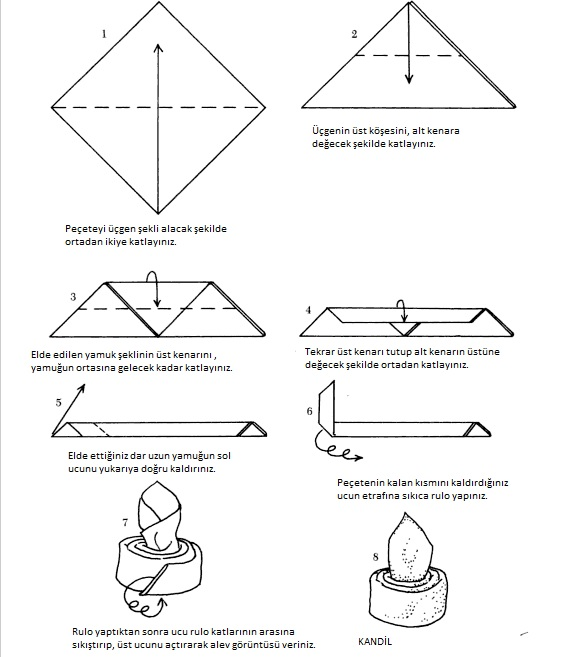 1
2
Üçgenin üst köşesini, alt kenara
değecek şekilde katlayınız.
Peçeteyi üçgen şekli alacak şekilde
ortadan ikiye katlayınız.
3
4
Elde edilen yamuk şeklinin üst kenarını ,
yamuğun ortasına gelecek kadar katlayınız.
Tekrar üst kenarı tutup alt kenarın üstüne
değecek şekilde ortadan katlayınız.
5
6
Elde ettiğiniz dar uzun yamuğun sol
ucunu yukarıya doğru kaldırınız.
Peçetenin kalan kısmını kaldırdığınız
ucun etrafına sıkıca rulo yapınız.
7
8
Rulo yaptıktan sonra ucu rulo katlarının arasına
sıkıştırıp, üst ucunu açtırarak alev görüntüsü veriniz.
KANDİL